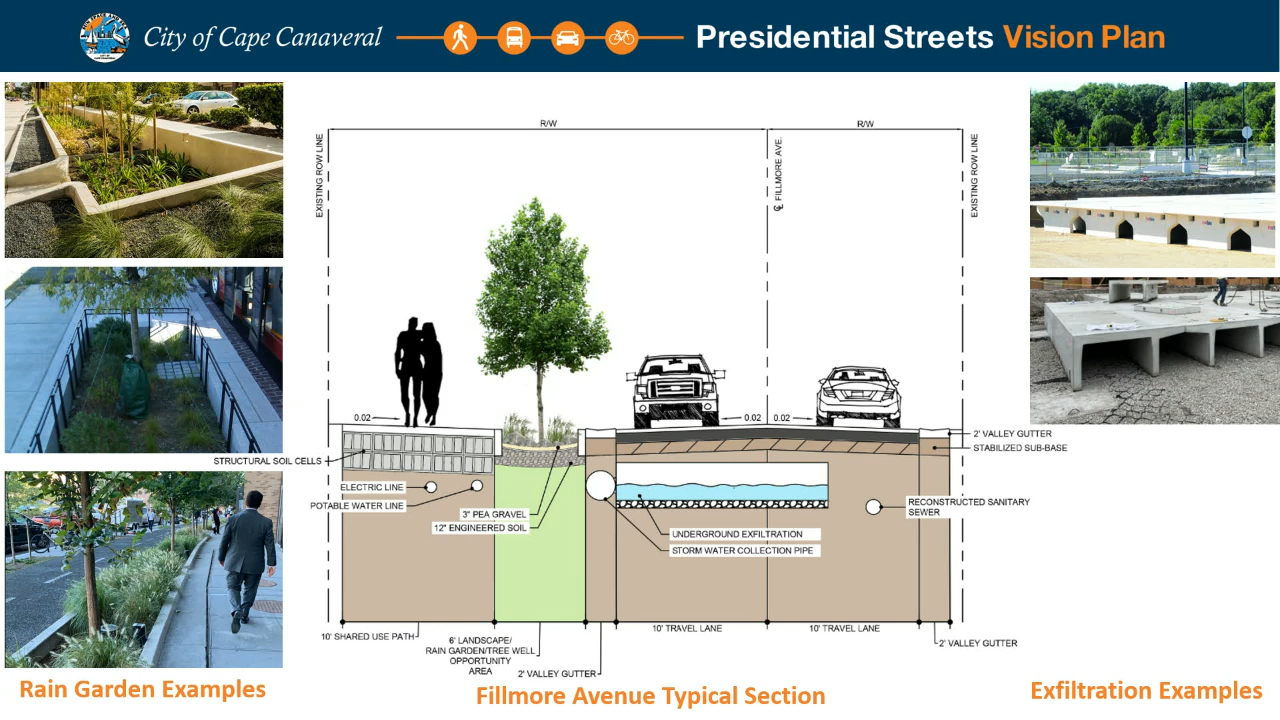 City of Cape Canaveral
Presidential Streets Vision Plan
R/W
R/W
EXISTING ROW LINE
℄ FILLMORE AVE.
EXISTING ROW LINE
0.02
0.02
0.02
2' VALLEY GUTTER
STABILIZED SUB-BASE
STRUCTURAL SOIL CELLS
ELECTRIC LINE
POTABLE WATER LINE
3" PEA GRAVEL
12" ENGINEERED SOIL
RECONSTRUCTED SANITARY
SEWER
UNDERGROUND EXFILTRATION
STORM WATER COLLECTION PIPE
10' SHARED USE PATH
6' LANDSCAPE/
RAIN GARDEN/TREE WELL
OPPORTUNITY
AREA
2' VALLEY GUTTER
10' TRAVEL LANE
10' TRAVEL LANE
2' VALLEY GUTTER
Rain Garden Examples
Fillmore Avenue Typical Section
Exfiltration Examples